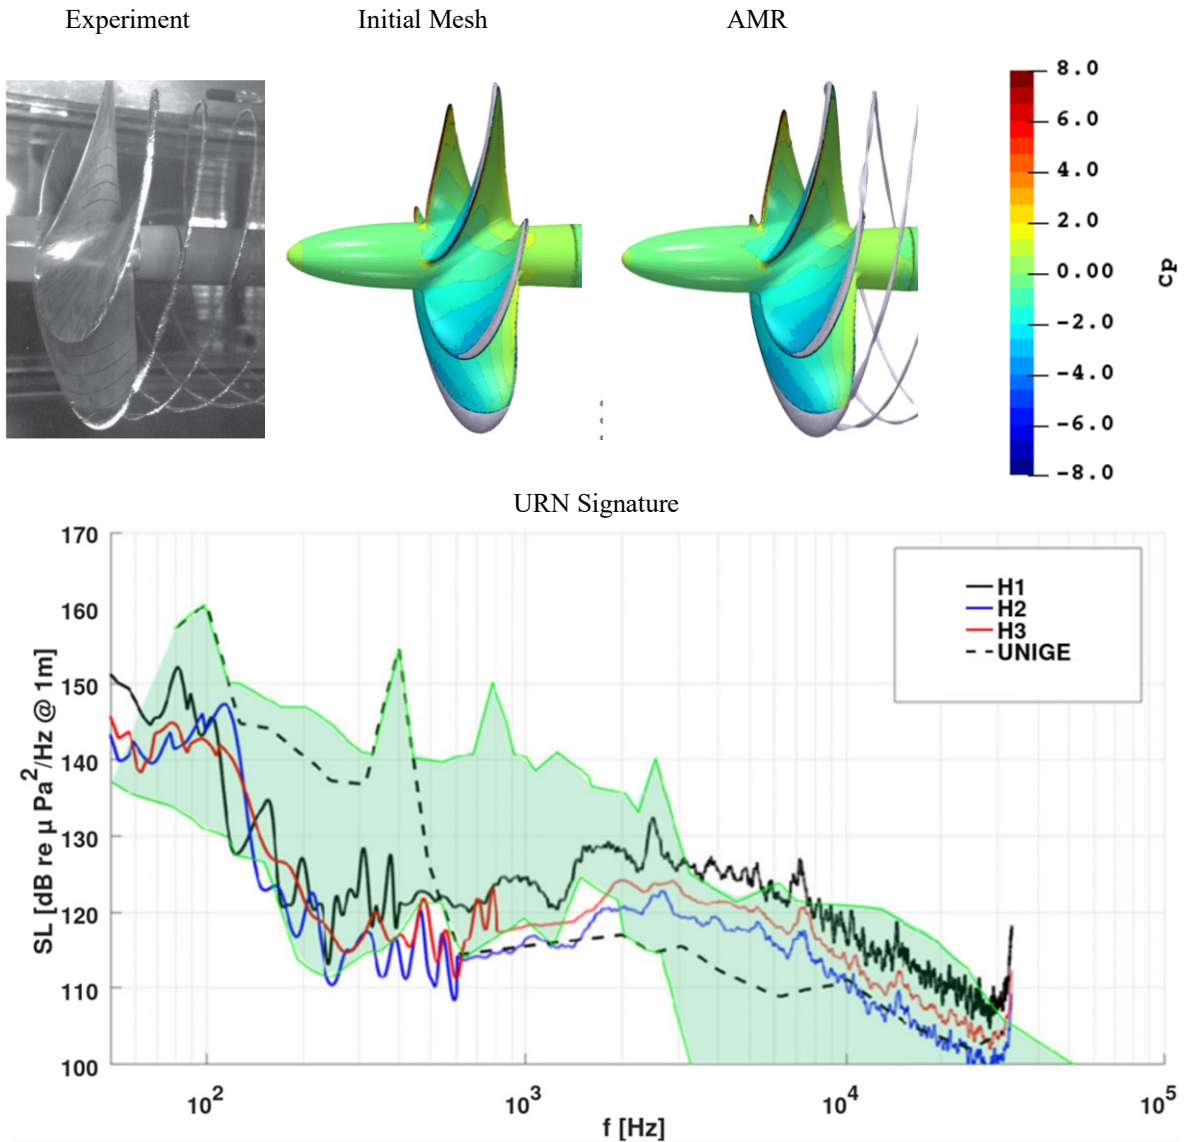 Experiment Initial Mesh AMR
8.0
6.0
4.0
2.0
0.00
-2.0
-4.0
-6.0
-8.0
cp
URN Signature
170
160
150
140
130
120
110
100
SL [dB re µ Pa²/Hz @ 1m]
H1
H2
H3
UNIGE
10² 10³ 10⁴ 10⁵
f [Hz]